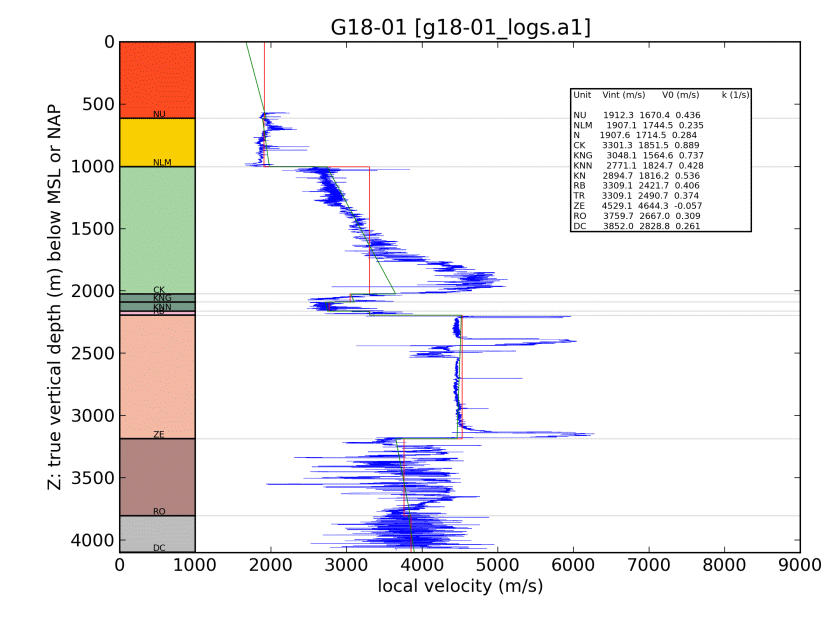 G18-01 [g18-01_logs.a1]
Z: true vertical depth (m) below MSL or NAP
0
500
1000
1500
2000
2500
3000
3500
4000
NU
NLM
CK
KNG
KNN
RB
ZE
RO
DC
Unit Vint (m/s) V0 (m/s) k (1/s)
NU 1912.3 1670.4 0.436
NLM 1907.1 1744.5 0.235
N 1907.6 1714.5 0.284
CK 3301.3 1851.5 0.889
KNG 3048.1 1564.6 0.737
KNN 2771.1 1824.7 0.428
KN 2894.7 1816.2 0.536
RB 3309.1 2421.7 0.406
TR 3309.1 2490.7 0.374
ZE 4529.1 4644.3 -0.057
RO 3759.7 2667.0 0.309
DC 3852.0 2828.8 0.261
0 1000 2000 3000 4000 5000 6000 7000 8000 9000
local velocity (m/s)